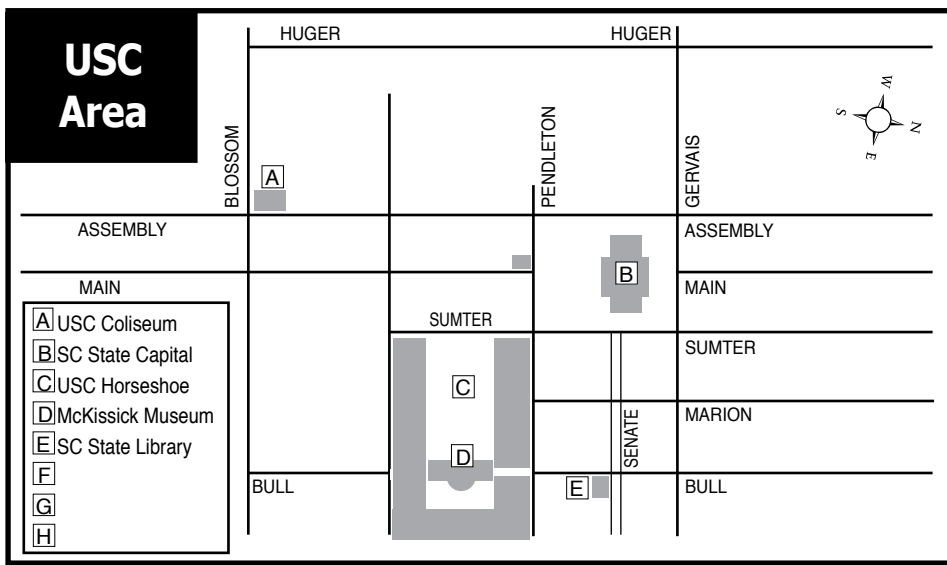 USC
Area
HUGER
HUGER
W
S
N
E
BLOSSOM
PENDLETON
GERVAIS
A
ASSEMBLY
ASSEMBLY
B
MAIN
MAIN
SUMTER
SUMTER
C
MARION
SENATE
D
BULL
E
BULL
A USC Coliseum
B SC State Capital
C USC Horseshoe
D McKissick Museum
E SC State Library
F
G
H